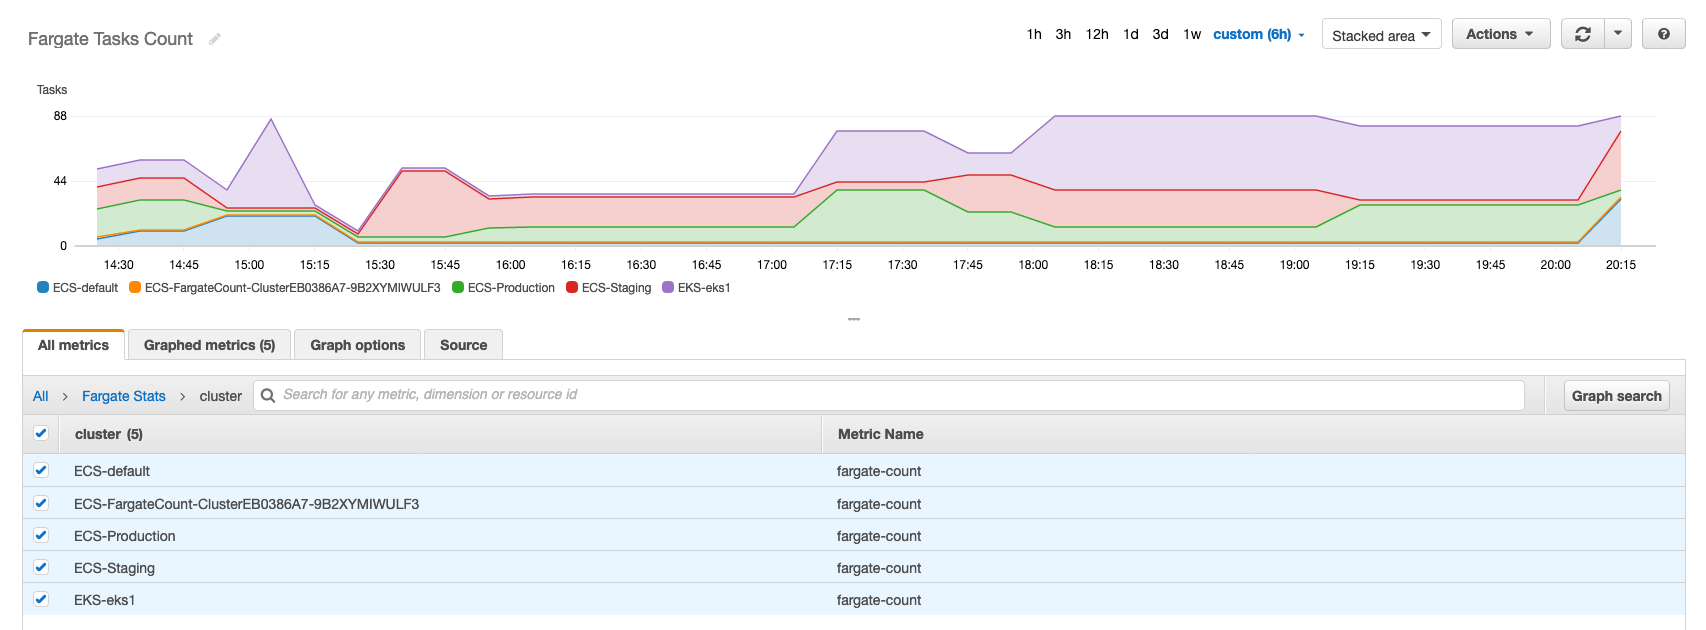 Fargate Tasks Count
1h 3h 12h 1d 3d 1w custom (6h) Stacked area Actions ?
Tasks
88
44
0
14:30 14:45 15:00 15:15 15:30 15:45 16:00 16:15 16:30 16:45 17:00 17:15 17:30 17:45 18:00 18:15 18:30 18:45 19:00 19:15 19:30 19:45 20:00 20:15
ECS-default ECS-FargateCount-ClusterEB0386A7-9B2XYMIWULF3 ECS-Production ECS-Staging EKS-eks1
All metrics Graphed metrics (5) Graph options Source
All > Fargate Stats > cluster Search for any metric, dimension or resource id Graph search
cluster (5) Metric Name
ECS-default fargate-count
ECS-FargateCount-ClusterEB0386A7-9B2XYMIWULF3 fargate-count
ECS-Production fargate-count
ECS-Staging fargate-count
EKS-eks1 fargate-count